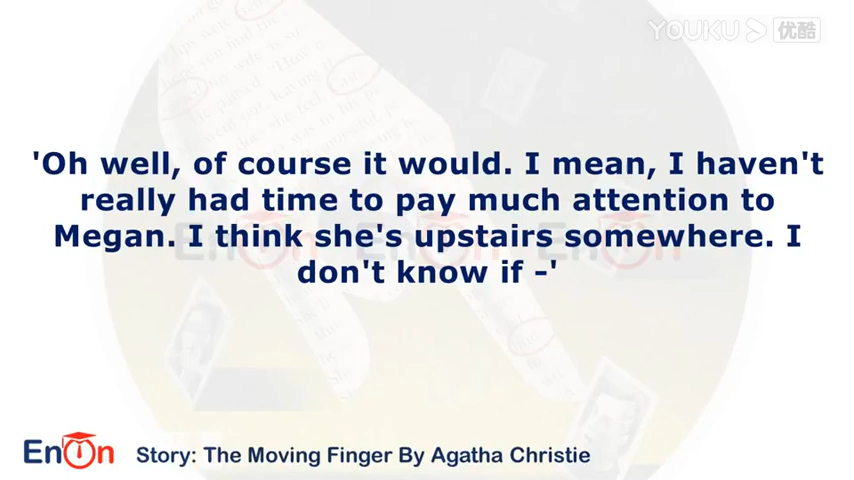 YOUKU 优酷
'Oh well, of course it would. I mean, I haven't
really had time to pay much attention to
Megan. I think she's upstairs somewhere. I
don't know if -'
EnOn
Story: The Moving Finger By Agatha Christie